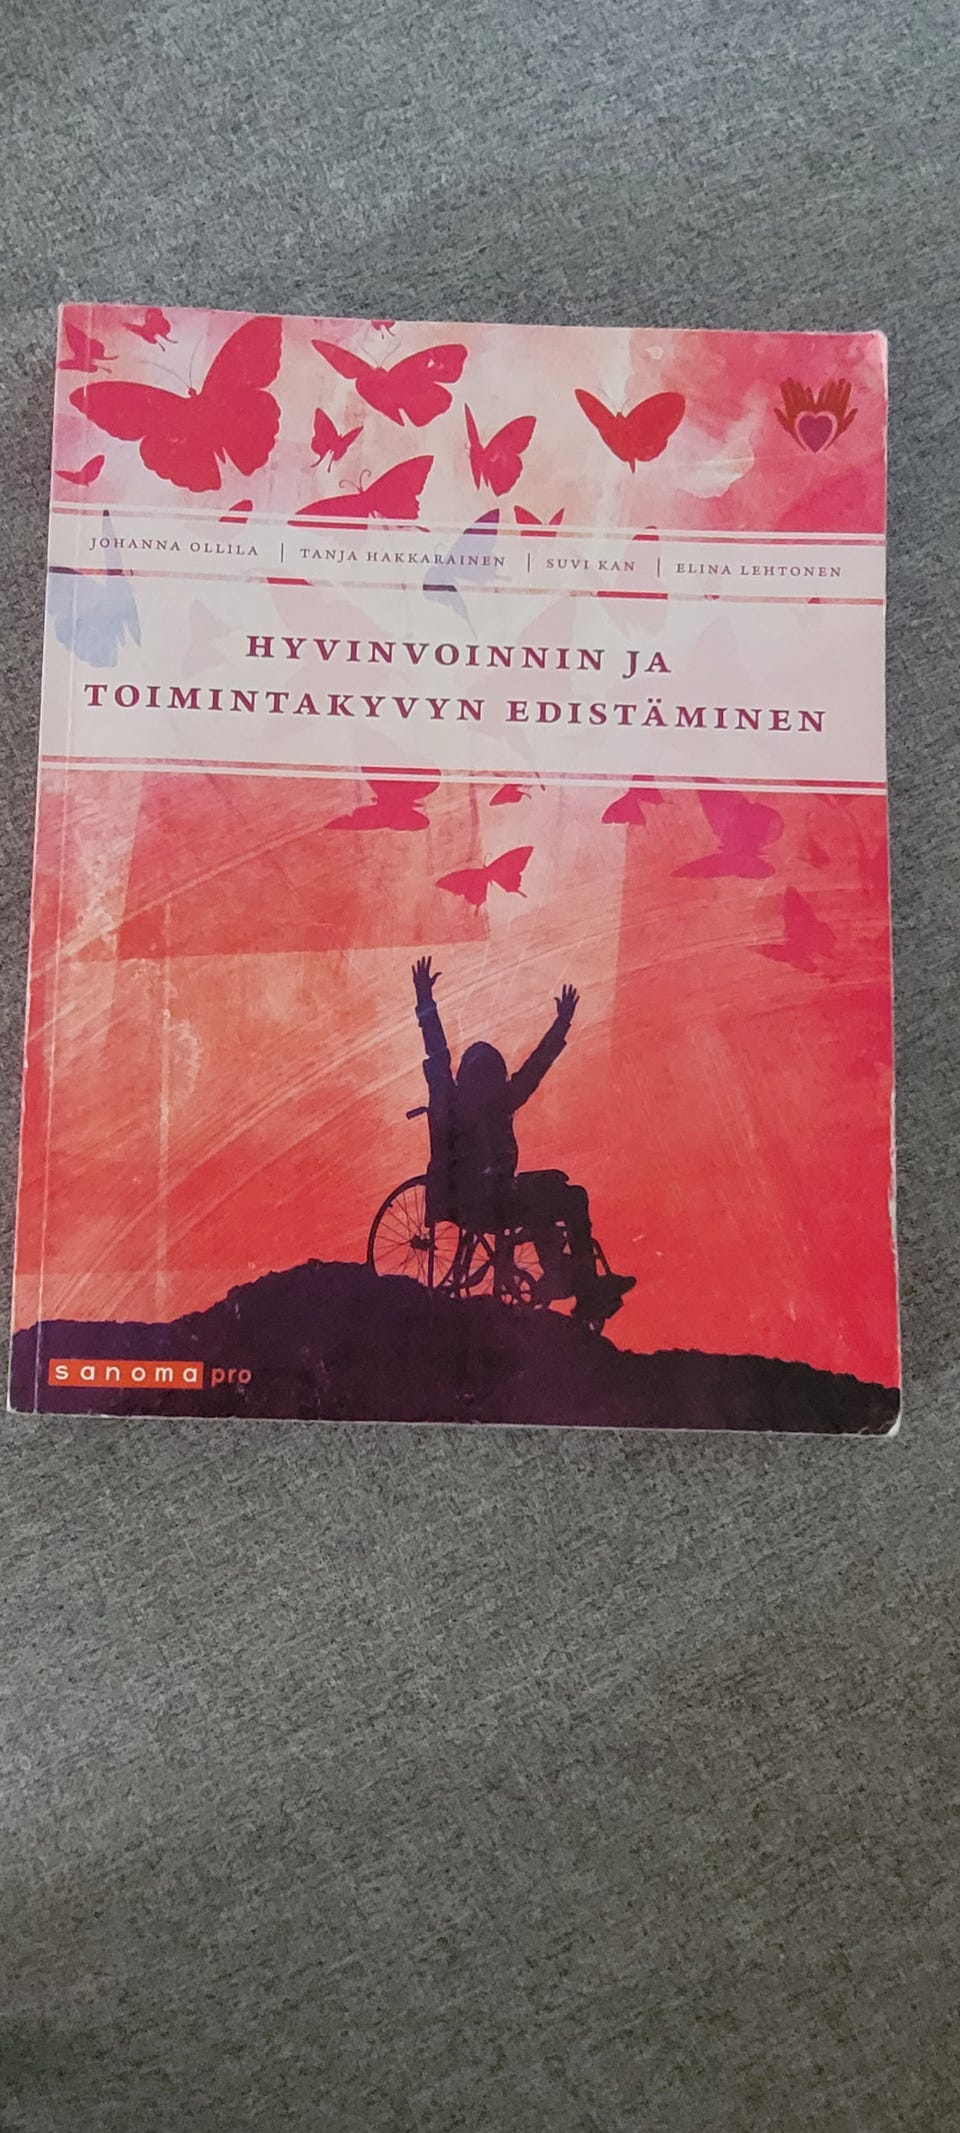 JOHANNA OLLILA | TANJA HAKKARAINEN | SUVI KAN | ELINA LEHTONEN
HYVINVOINNIN JA
TOIMINTAKYVYN EDISTÄMINEN
sanoma pro